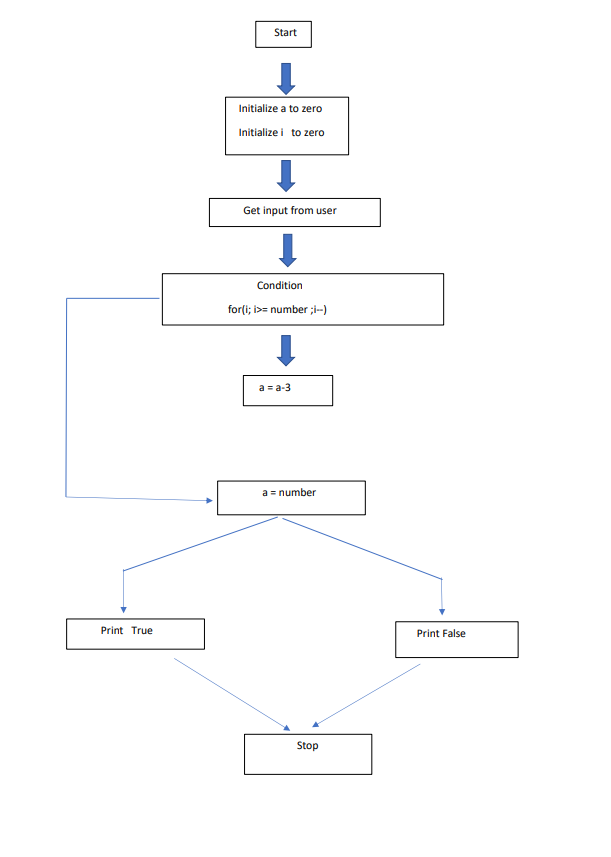 Start
Initialize a to zero
Initialize i to zero
Get input from user
Condition
for(i; i>= number ;i--)
a = a-3
a = number
Print True
Print False
Stop